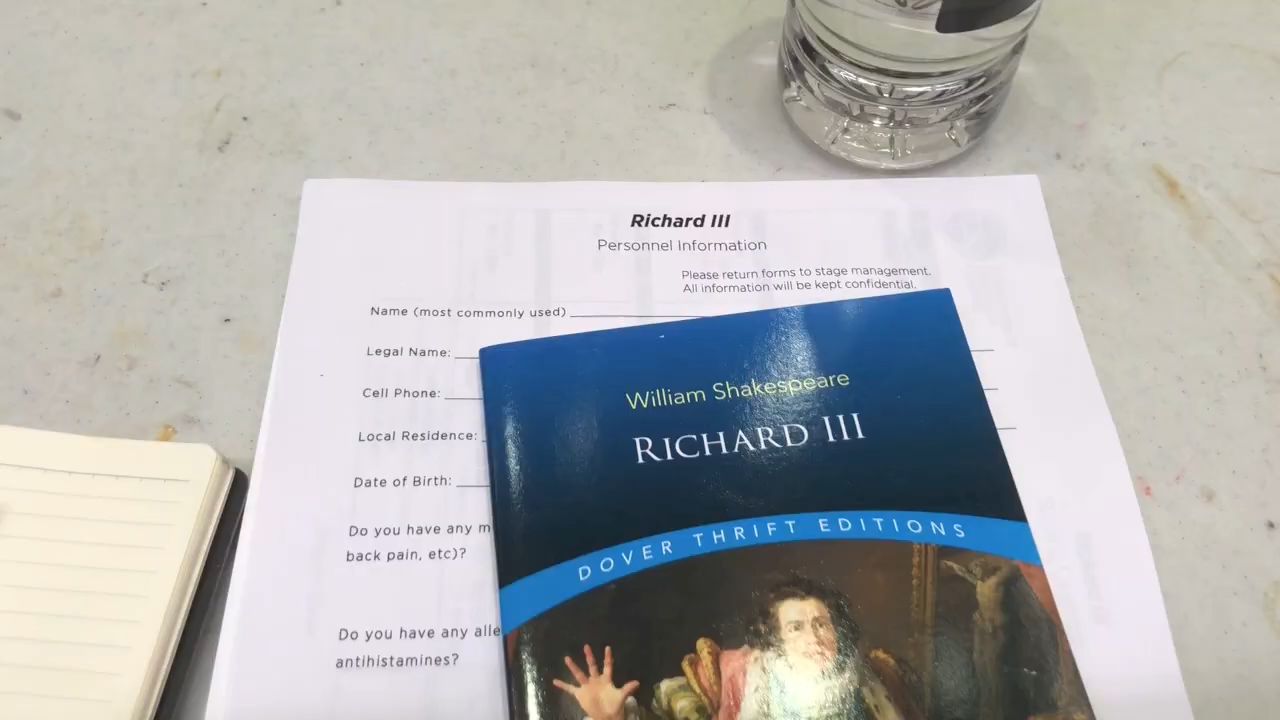 Richard III
Personnel Information
Please return forms to stage management.
All information will be kept confidential.
Name (most commonly used)
Legal Name:
Cell Phone:
Local Residence:
Date of Birth:
Do you have any m
back pain, etc)?
Do you have any alle
antihistamines?
William Shakespeare
RICHARD III
DOVER THRIFT EDITIONS